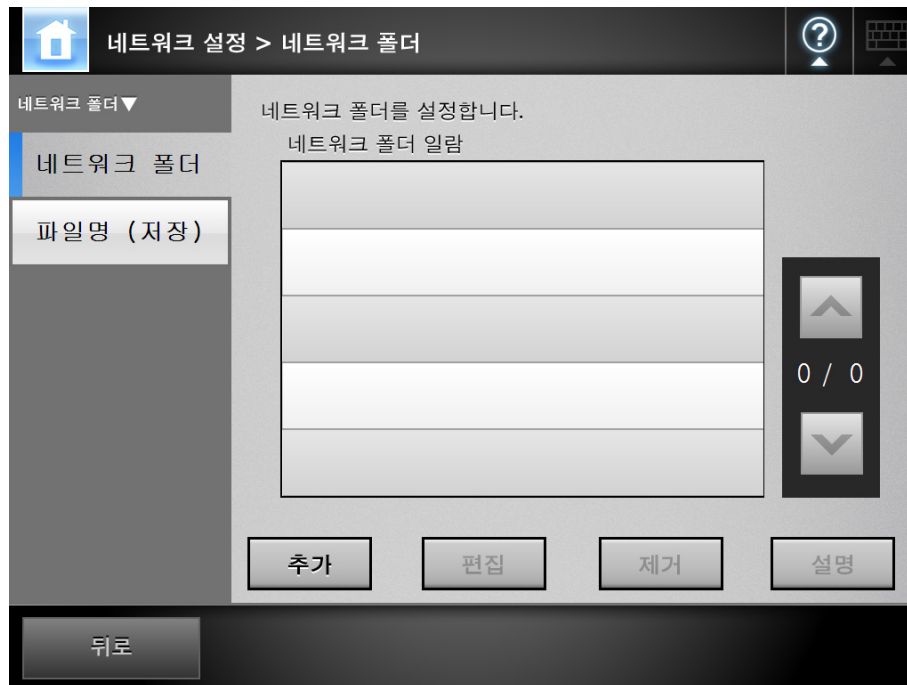 네트워크 설정 > 네트워크 폴더
?
네트워크 폴더▼
네트워크 폴더
파일명 (저장)
네트워크 폴더를 설정합니다.
네트워크 폴더 일람
0 / 0
추가
편집
제거
설명
뒤로